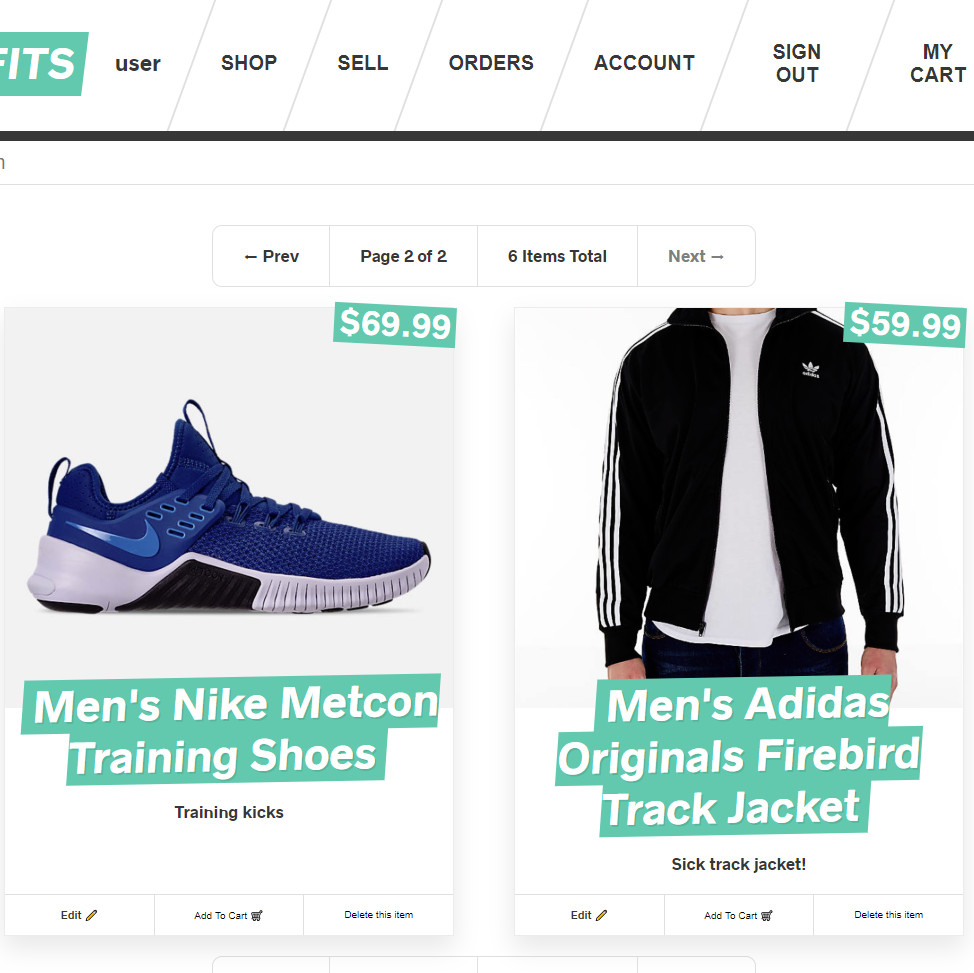 FITS
user
SHOP
SELL
ORDERS
ACCOUNT
SIGN
OUT
MY
CART
← Prev
Page 2 of 2
6 Items Total
Next →
$69.99
Men's Nike Metcon
Training Shoes
Training kicks
Edit
Add To Cart
Delete this item
$59.99
adidas
Men's Adidas
Originals Firebird
Track Jacket
Sick track jacket!
Edit
Add To Cart
Delete this item